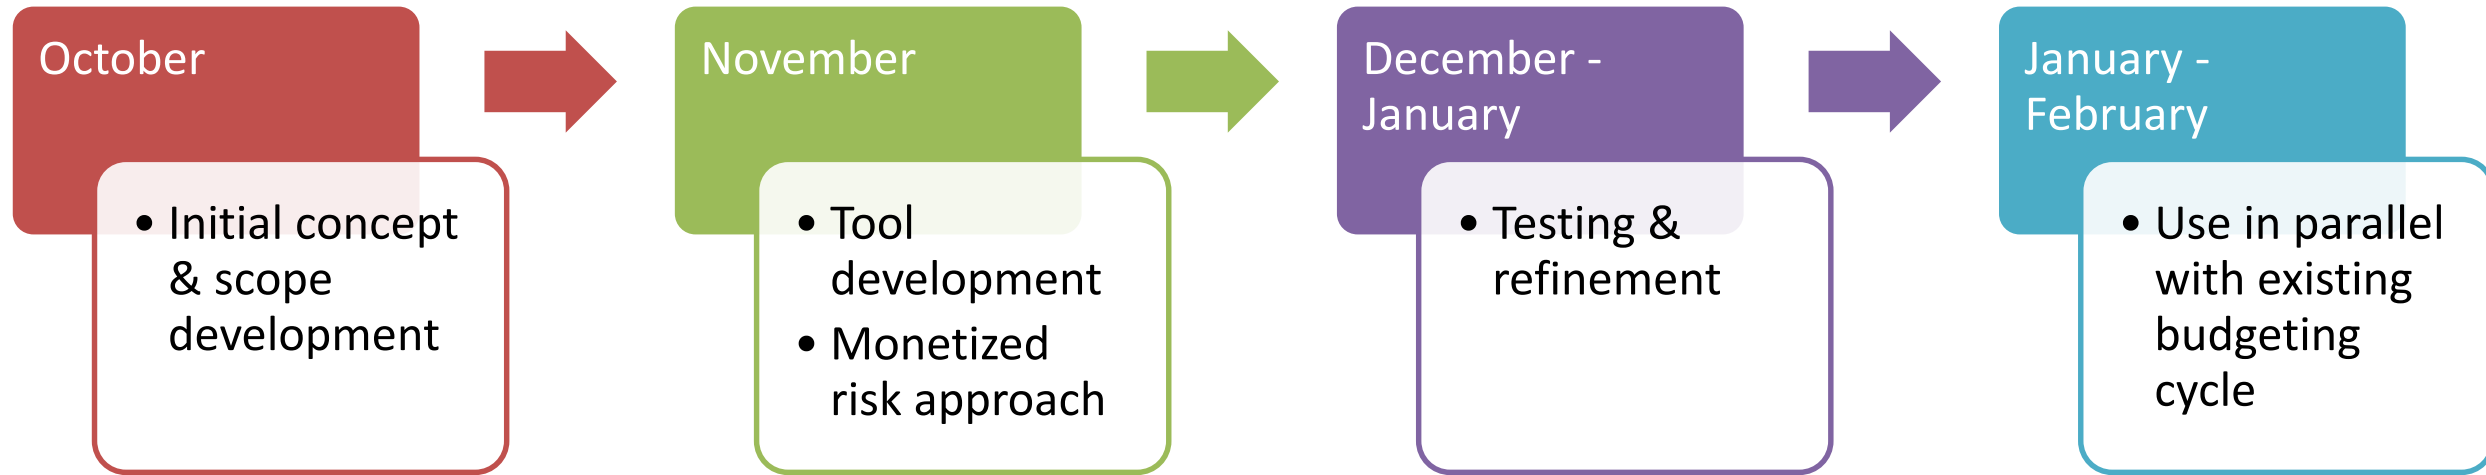 October
• Initial concept
& scope
development
November
• Tool
development
• Monetized
risk approach
December -
January
• Testing &
refinement
January -
February
• Use in parallel
with existing
budgeting
cycle